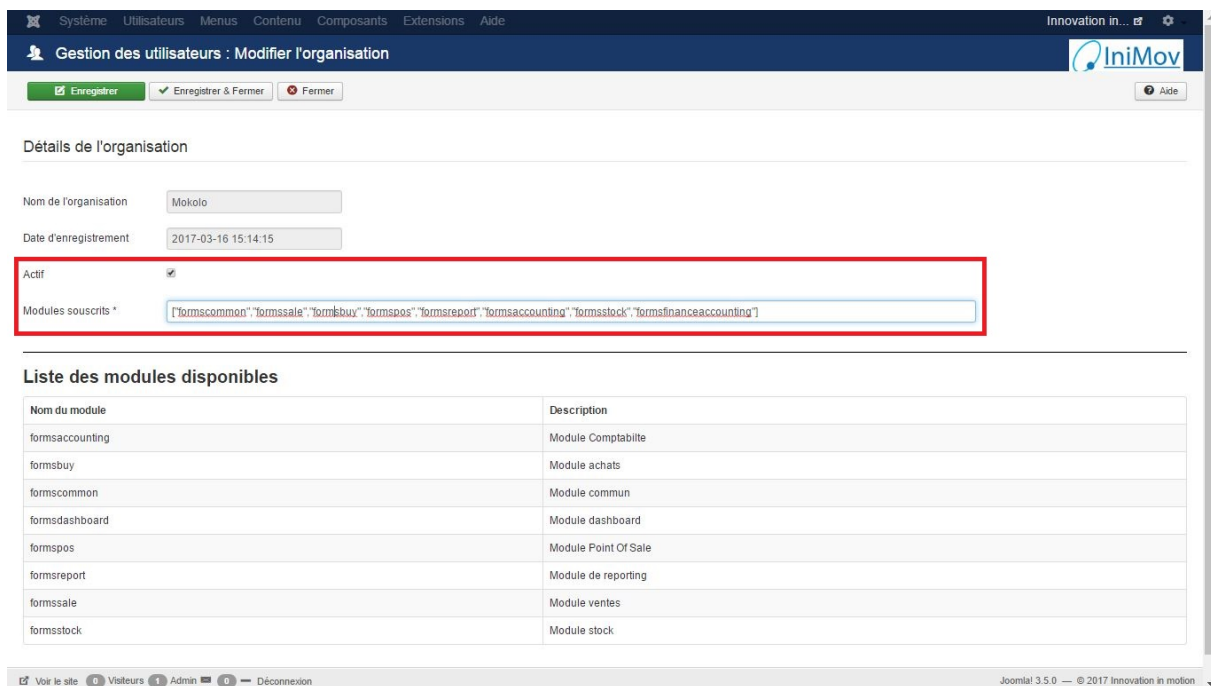 Système Utilisateurs Menus Contenu Composants Extensions Aide Innovation in...
Gestion des utilisateurs : Modifier l'organisation IniMov
Enregistrer Enregistrer & Fermer Fermer Aide
Détails de l'organisation
Nom de l'organisation Mokolo
Date d'enregistrement 2017-03-16 15:14:15
Actif
Modules souscrits * ["formscommon","formssale","formsbuy","formspos","formsreport","formsaccounting","formsstock","formsfinanceaccounting"]
Liste des modules disponibles
Nom du module Description
formsaccounting Module Comptabilte
formsbuy Module achats
formscommon Module commun
formsdashboard Module dashboard
formspos Module Point Of Sale
formsreport Module de reporting
formssale Module ventes
formsstock Module stock
Voir le site 0 Visiteurs 1 Admin 0 Déconnexion Joomla! 3.5.0 — © 2017 Innovation in motion